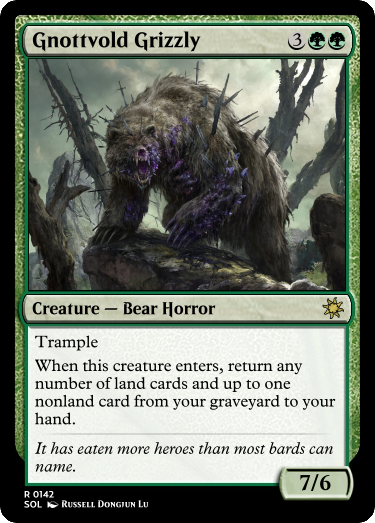 Gnottvold Grizzly 3
Creature — Bear Horror
Trample
When this creature enters, return any
number of land cards and up to one
nonland card from your graveyard to your
hand.
It has eaten more heroes than most bards can
name.
7/6
R 0142
SOL Russell Dongjun Lu